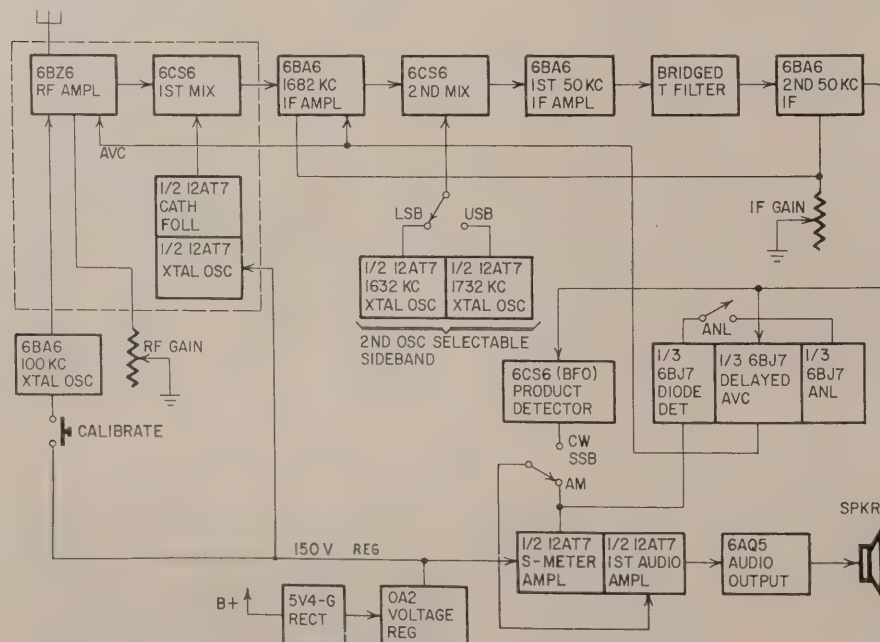 6BZ6
RF AMPL
6CS6
1ST MIX
6BA6
1682 KC
IF AMPL
6CS6
2ND MIX
6BA6
1ST 50 KC
IF AMPL
BRIDGED
T FILTER
6BA6
2ND 50 KC
IF
AVC
1/2 12AT7
CATH
FOLL
1/2 12AT7
XTAL OSC
LSB
USB
IF GAIN
1/2 12AT7
1632 KC
XTAL OSC
1/2 12AT7
1732 KC
XTAL OSC
2ND OSC SELECTABLE
SIDEBAND
6BA6
100 KC
XTAL OSC
RF GAIN
6CS6 (BFO)
PRODUCT
DETECTOR
ANL
1/3
6BJ7
DIODE
DET
1/3 6BJ7
DELAYED
AVC
1/3
6BJ7
ANL
CALIBRATE
CW
SSB
AM
SPKR
150 V REG
1/2 12AT7
S-METER
AMPL
1/2 12AT7
1ST AUDIO
AMPL
6AQ5
AUDIO
OUTPUT
B+
5V4-G
RECT
OA2
VOLTAGE
REG